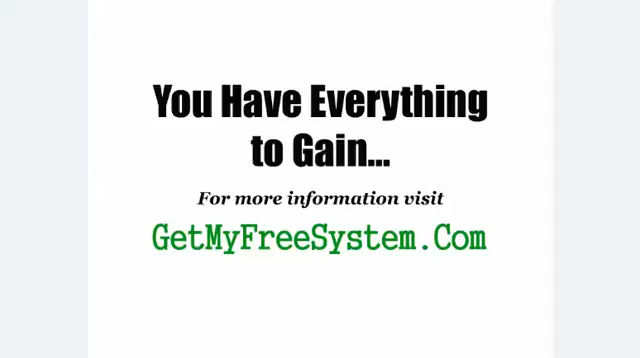 You Have Everything
to Gain...
For more information visit
GetMyFreeSystem.Com